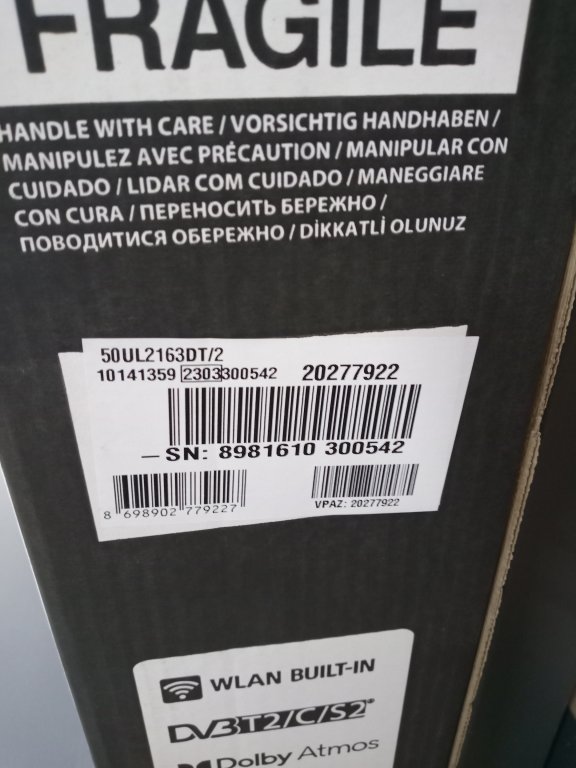 FRAGILE
HANDLE WITH CARE / VORSICHTIG HANDHABEN /
MANIPULEZ AVEC PRÉCAUTION / MANIPULAR CON
CUIDADO / LIDAR COM CUIDADO / MANEGGIARE
CON CURA / ПЕРЕНОСИТЬ БЕРЕЖНО /
ПОВОДИТИСЯ ОБЕРЕЖНО / DİKKATLİ OLUNUZ
50UL2163DT/2
10141359 2303300542 20277922
SN: 8981610 300542
8 698902 779227
VPAZ: 20277922
WLAN BUILT-IN
DVB T2/C/S2
Dolby Atmos